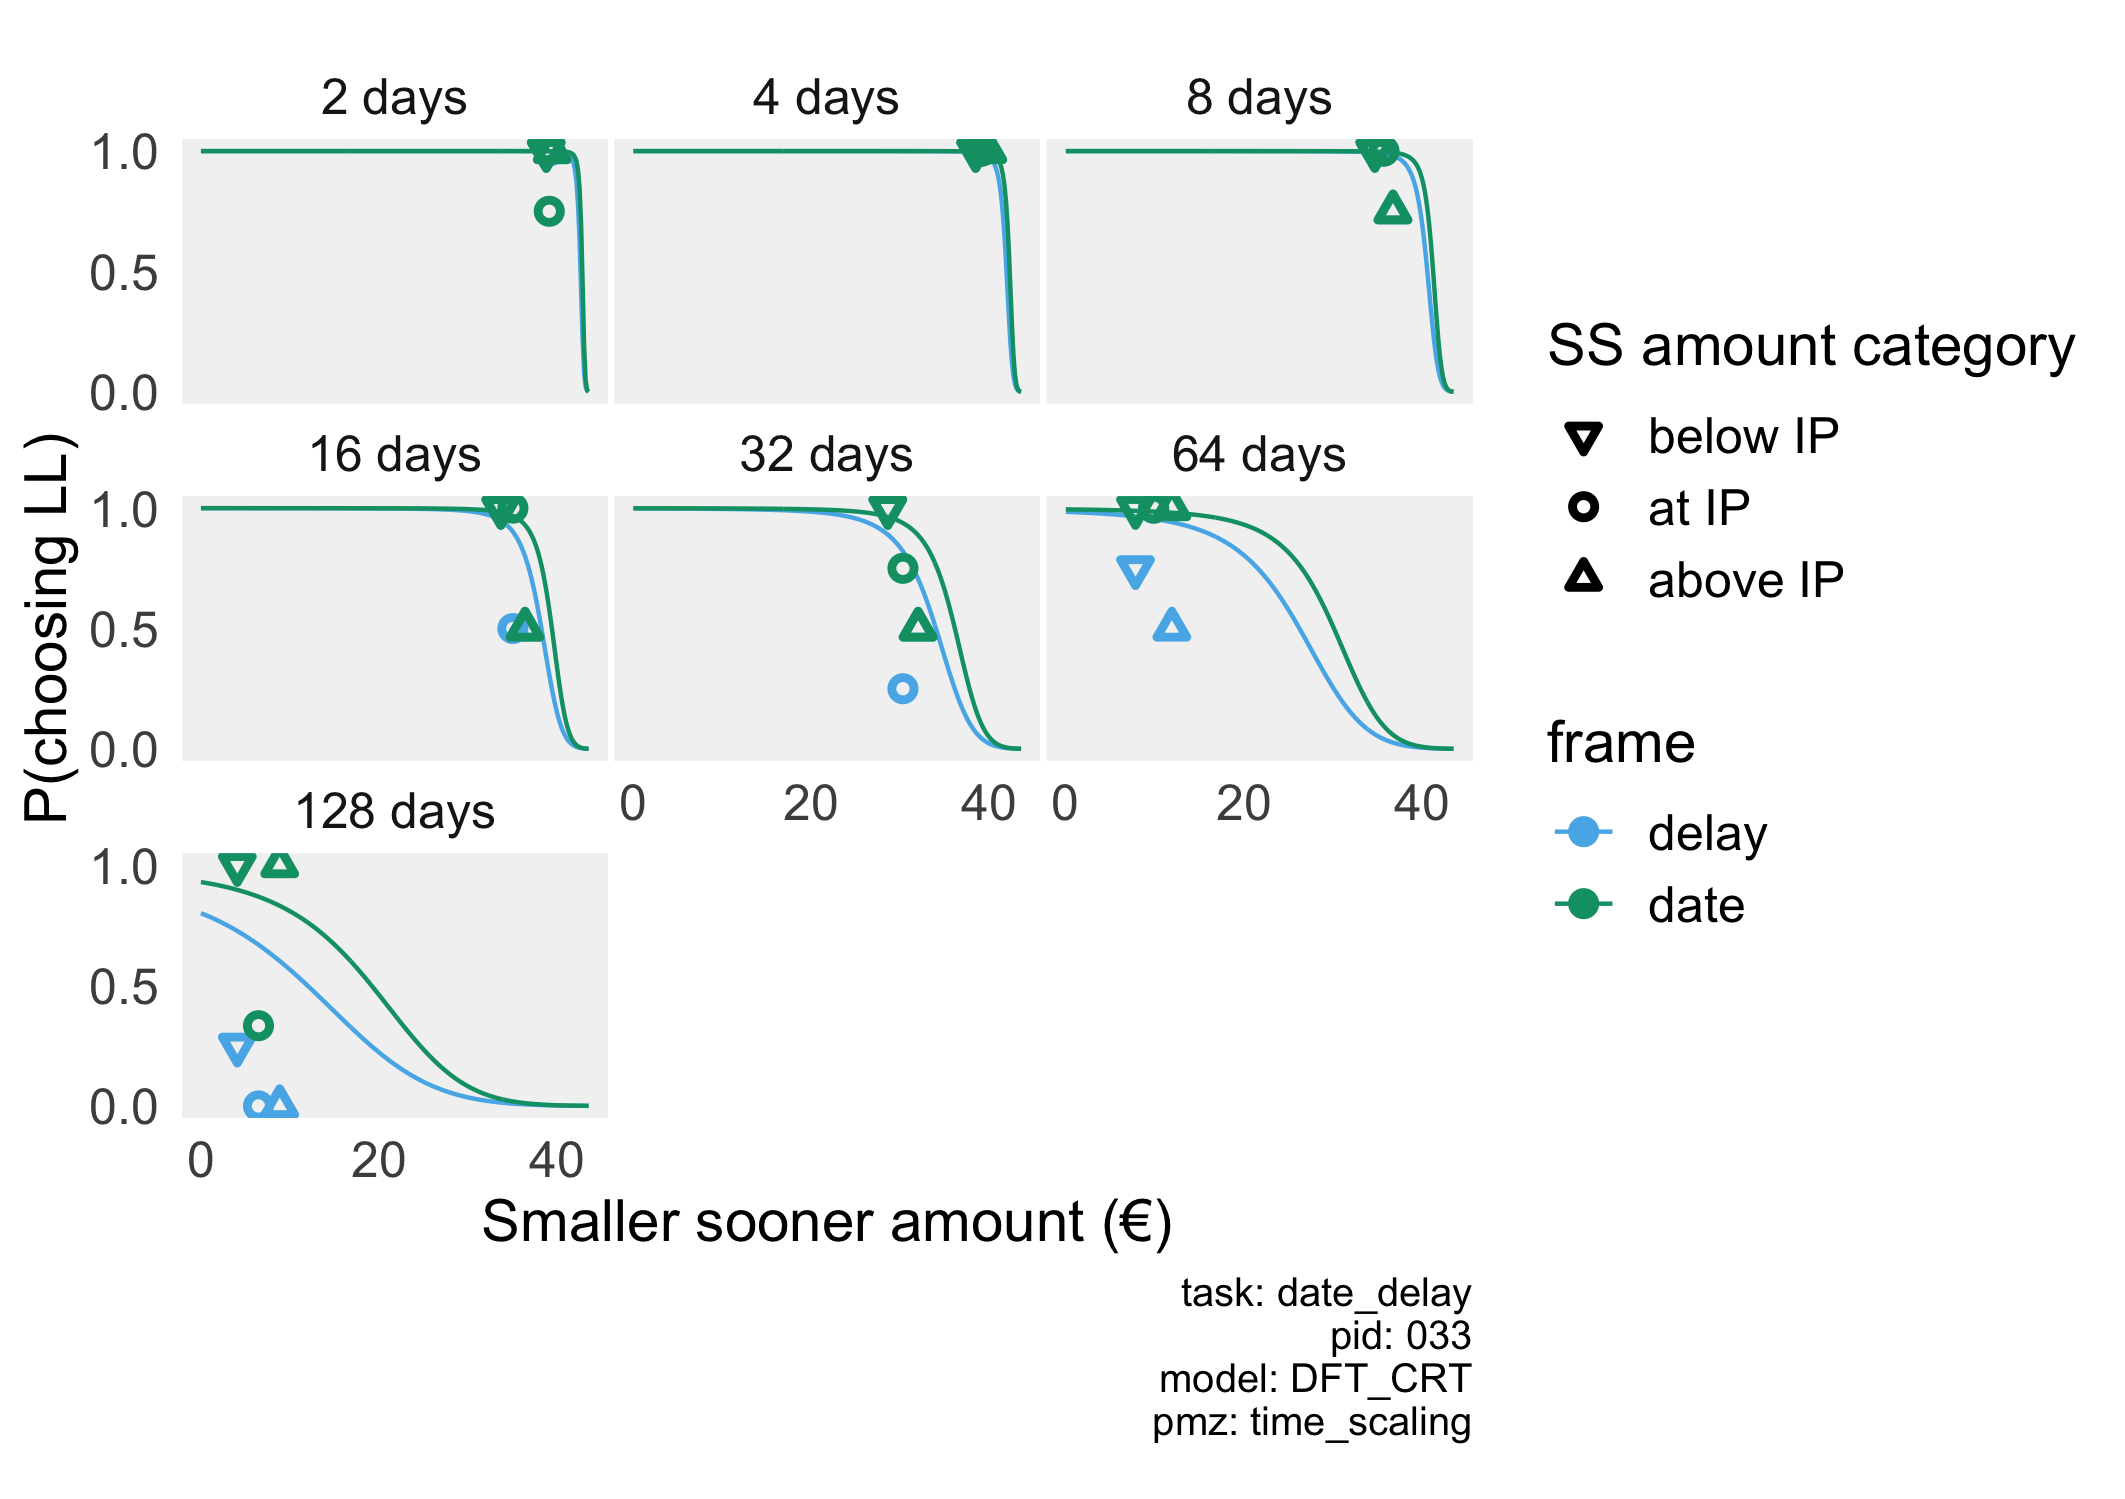 2 days
4 days
8 days
1.0
0.5
0.0
16 days
32 days
64 days
1.0
0.5
0.0
0 20 40
0 20 40
128 days
1.0
0.5
0.0
0 20 40
P(choosing LL)
Smaller sooner amount (€)
SS amount category
below IP
at IP
above IP
frame
delay
date
task: date_delay
pid: 033
model: DFT_CRT
pmz: time_scaling